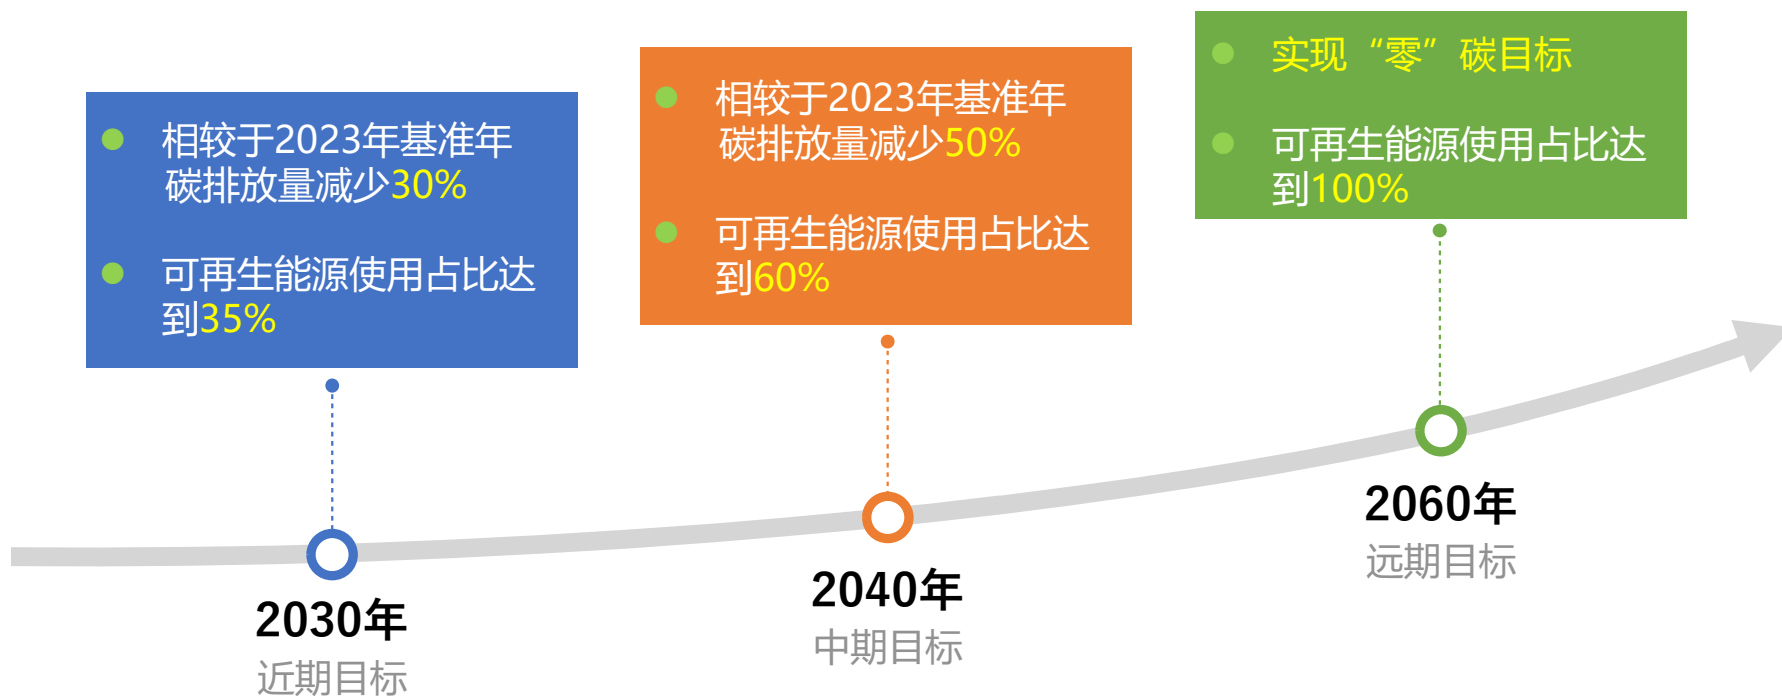 相较于2023年基准年
碳排放量减少30%
可再生能源使用占比达
到35%
2030年
近期目标
相较于2023年基准年
碳排放量减少50%
可再生能源使用占比达
到60%
2040年
中期目标
实现“零”碳目标
可再生能源使用占比达
到100%
2060年
远期目标